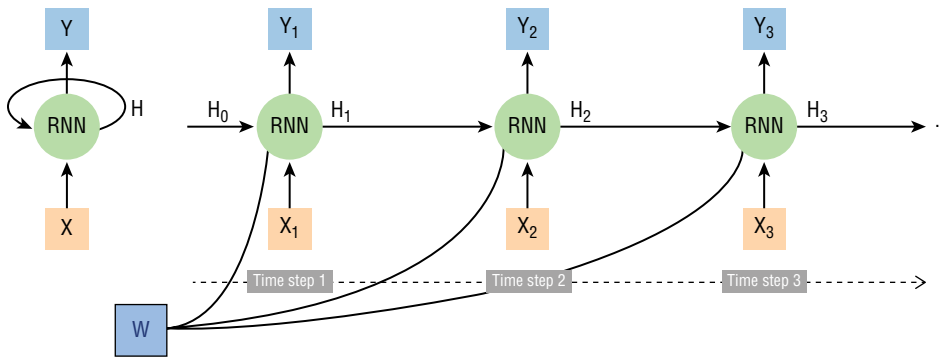 Y
Y₁
Y₂
Y₃
RNN
H
H₀
RNN
H₁
RNN
H₂
RNN
H₃
X
X₁
X₂
X₃
Time step 1
Time step 2
Time step 3
W